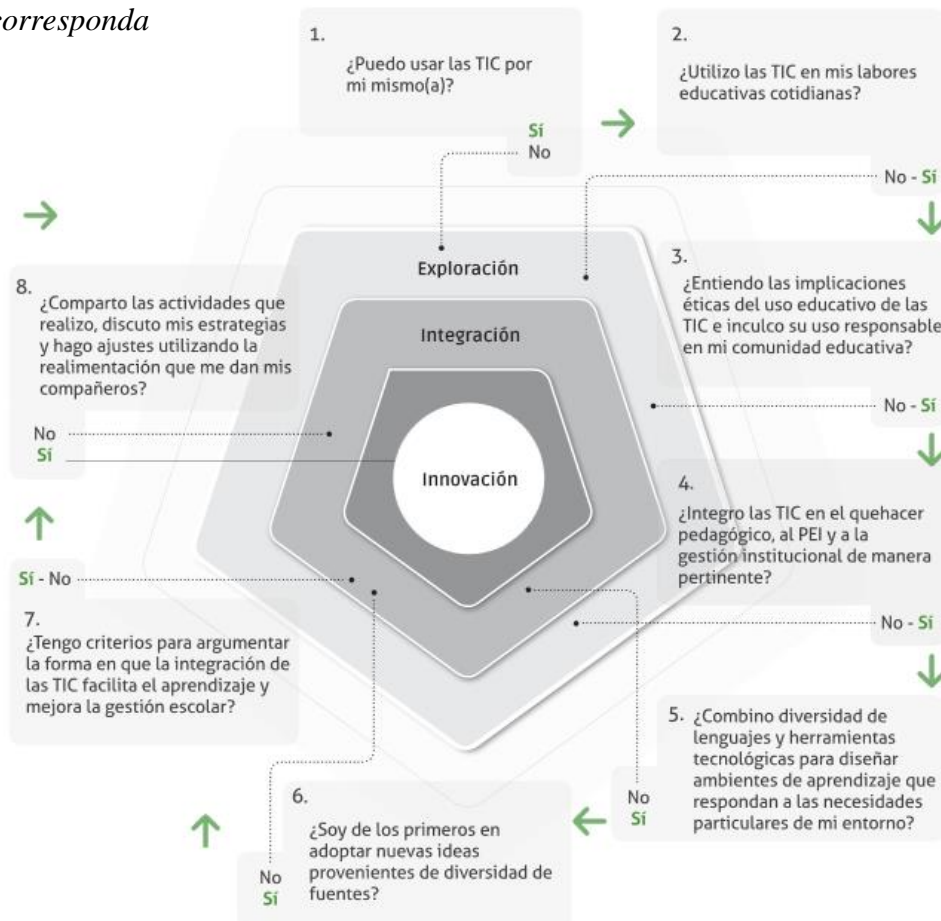 corresponda
1.
¿Puedo usar las TIC por
mi mismo(a)?
Sí
No
2.
¿Utilizo las TIC en mis labores
educativas cotidianas?
No - Sí
3.
¿Entiendo las implicaciones
éticas del uso educativo de las
TIC e inculco su uso responsable
en mi comunidad educativa?
No - Sí
4.
¿Integro las TIC en el quehacer
pedagógico, al PEI y a la
gestión institucional de manera
pertinente?
No - Sí
5. ¿Combino diversidad de
lenguajes y herramientas
tecnológicas para diseñar
ambientes de aprendizaje que
respondan a las necesidades
particulares de mi entorno?
No
Sí
6.
¿Soy de los primeros en
adoptar nuevas ideas
provenientes de diversidad de
fuentes?
No
Sí
7.
¿Tengo criterios para argumentar
la forma en que la integración de
las TIC facilita el aprendizaje y
mejora la gestión escolar?
Sí - No
8.
¿Comparto las actividades que
realizo, discuto mis estrategias
y hago ajustes utilizando la
realimentación que me dan mis
compañeros?
No
Sí
Exploración
Integración
Innovación